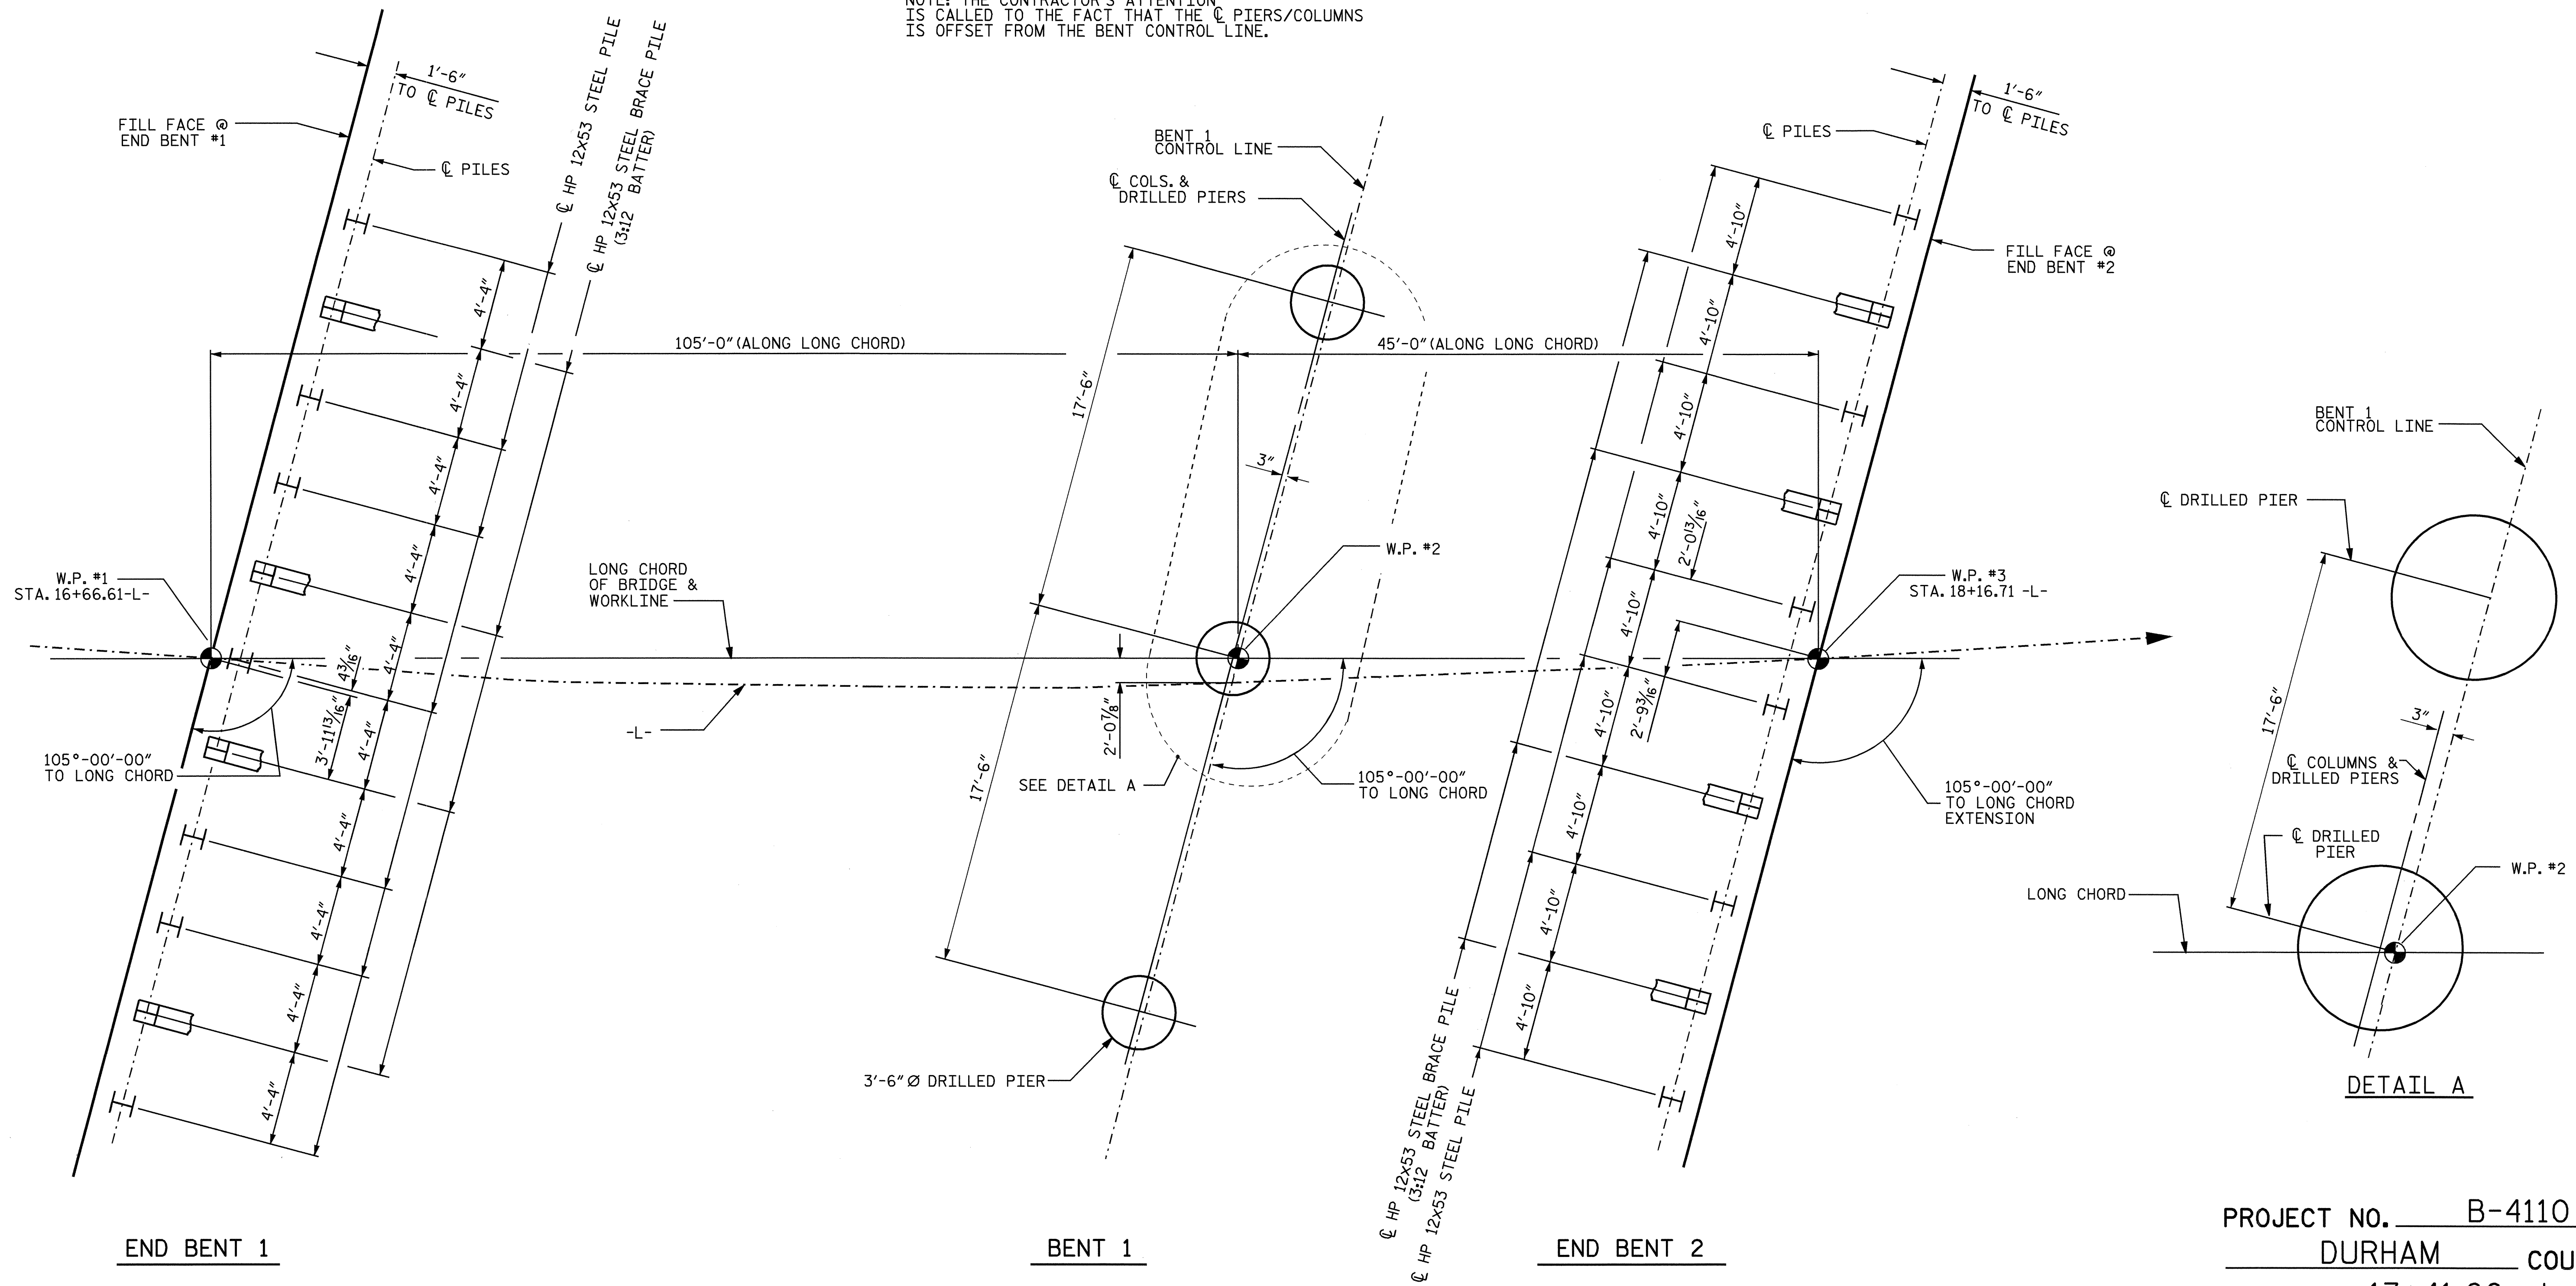 NOTE: THE CONTRACTOR'S ATTENTION
IS CALLED TO THE FACT THAT THE ℄ PIERS/COLUMNS
IS OFFSET FROM THE BENT CONTROL LINE.
1'-6"
TO ℄ PILES
FILL FACE @
END BENT #1
℄ PILES
℄ HP 12x53 STEEL PILE
℄ HP 12x53 STEEL BRACE PILE
(3:12 BATTER)
4'-4"
4'-4"
4'-4"
4'-4"
4'-4"
4'-4"
4'-4"
4'-4"
4'-4"
4'-4"
4 3/16"
3'-11 13/16"
W.P. #1
STA. 16+66.61-L-
105°-00'-00"
TO LONG CHORD
105'-0" (ALONG LONG CHORD)
LONG CHORD
OF BRIDGE &
WORKLINE
-L-
END BENT 1
BENT 1
CONTROL LINE
℄ COLS. &
DRILLED PIERS
17'-6"
17'-6"
3"
W.P. #2
2'-0 7/8"
SEE DETAIL A
105°-00'-00"
TO LONG CHORD
3'-6" Ø DRILLED PIER
BENT 1
45'-0" (ALONG LONG CHORD)
℄ PILES
1'-6"
TO ℄ PILES
FILL FACE @
END BENT #2
4'-10"
4'-10"
4'-10"
4'-10"
4'-10"
4'-10"
4'-10"
4'-10"
4'-10"
2'-0 13/16"
2'-9 3/16"
W.P. #3
STA. 18+16.71 -L-
105°-00'-00"
TO LONG CHORD
EXTENSION
℄ HP 12x53 STEEL BRACE PILE
(3:12 BATTER)
℄ HP 12x53 STEEL PILE
END BENT 2
BENT 1
CONTROL LINE
℄ DRILLED PIER
17'-6"
3"
℄ COLUMNS &
DRILLED PIERS
℄ DRILLED
PIER
W.P. #2
LONG CHORD
DETAIL A
PROJECT NO. B-4110
DURHAM COU